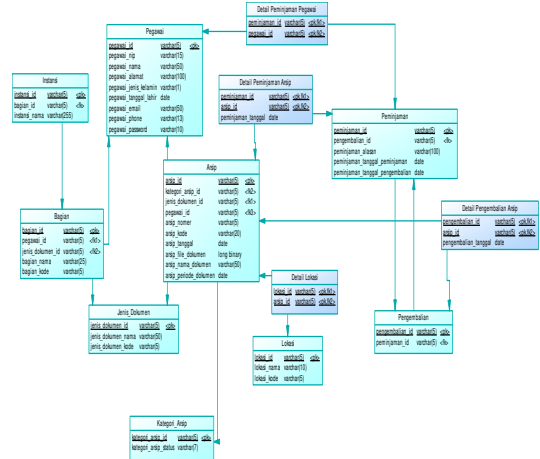 Detail Peminjaman Pegawai
peminjaman_id varchar(5) <pk,fk1>
pegawai_id varchar(5) <pk,fk2>
Pegawai
pegawai_id varchar(5) <pk>
pegawai_nip varchar(15)
pegawai_nama varchar(50)
pegawai_alamat varchar(100)
pegawai_jenis_kelamin varchar(1)
pegawai_tanggal_lahir date
pegawai_email varchar(50)
pegawai_phone varchar(13)
pegawai_password varchar(10)
Instansi
instansi_id varchar(5) <pk>
bagian_id varchar(5) <fk>
instansi_nama varchar(255)
Detail Peminjaman Arsip
peminjaman_id varchar(5) <pk,fk1>
arsip_id varchar(5) <pk,fk2>
peminjaman_tanggal date
Peminjaman
peminjaman_id varchar(5) <pk>
pengembalian_id varchar(5) <fk>
peminjaman_alasan varchar(100)
peminjaman_tanggal_peminjaman date
peminjaman_tanggal_pengembalian date
Arsip
arsip_id varchar(5) <pk>
kategori_arsip_id varchar(5) <fk2>
jenis_dokumen_id varchar(5) <fk1>
pegawai_id varchar(5) <fk2>
arsip_nomer varchar(5)
arsip_kode varchar(20)
arsip_tanggal date
arsip_file_dokumen long binary
arsip_nama_dokumen varchar(50)
arsip_periode_dokumen date
Bagian
bagian_id varchar(5) <pk>
pegawai_id varchar(5) <fk1>
jenis_dokumen_id varchar(5) <fk2>
bagian_nama varchar(25)
bagian_kode varchar(5)
Detail Pengembalian Arsip
pengembalian_id varchar(5) <pk,fk1>
arsip_id varchar(5) <pk,fk2>
pengembalian_tanggal date
Detail Lokasi
lokasi_id varchar(5) <pk,fk1>
arsip_id varchar(5) <pk,fk2>
Jenis_Dokumen
jenis_dokumen_id varchar(5) <pk>
jenis_dokumen_nama varchar(50)
jenis_dokumen_kode varchar(5)
Pengembalian
pengembalian_id varchar(5) <pk>
peminjaman_id varchar(5) <fk>
Lokasi
lokasi_id varchar(5) <pk>
lokasi_nama varchar(10)
lokasi_kode varchar(5)
Kategori_Arsip
kategori_arsip_id varchar(5) <pk>
kategori_arsip_status varchar(7)